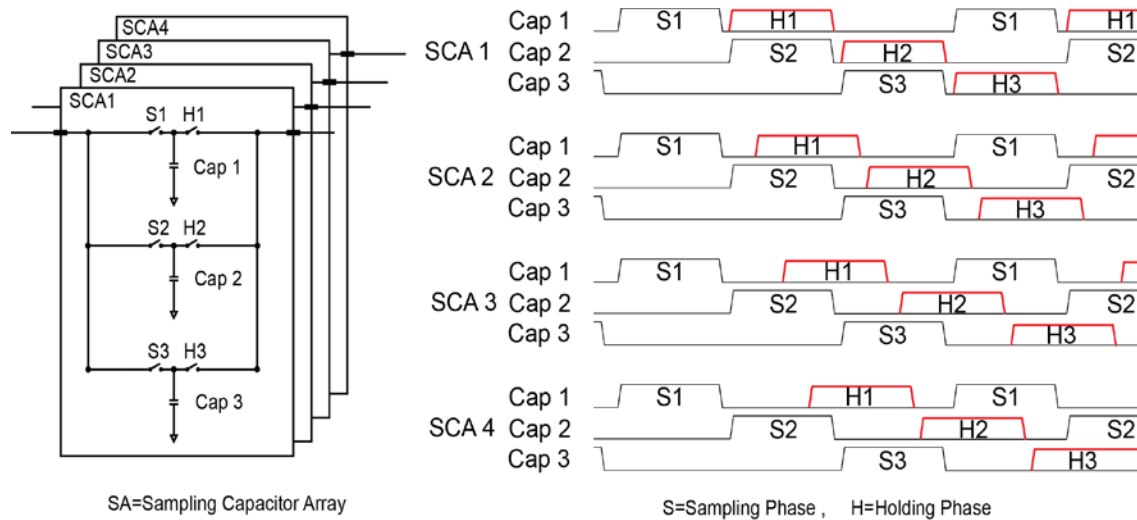 SCA4
SCA3
SCA2
SCA1
S1 H1
Cap 1
S2 H2
Cap 2
S3 H3
Cap 3
SA=Sampling Capacitor Array
SCA 1
Cap 1 S1 H1 S1 H1
Cap 2 S2 H2 S2
Cap 3 S3 H3
SCA 2
Cap 1 S1 H1 S1
Cap 2 S2 H2 S2
Cap 3 S3 H3
SCA 3
Cap 1 S1 H1 S1
Cap 2 S2 H2 S2
Cap 3 S3 H3
SCA 4
Cap 1 S1 H1 S1
Cap 2 S2 H2 S2
Cap 3 S3 H3
S=Sampling Phase , H=Holding Phase